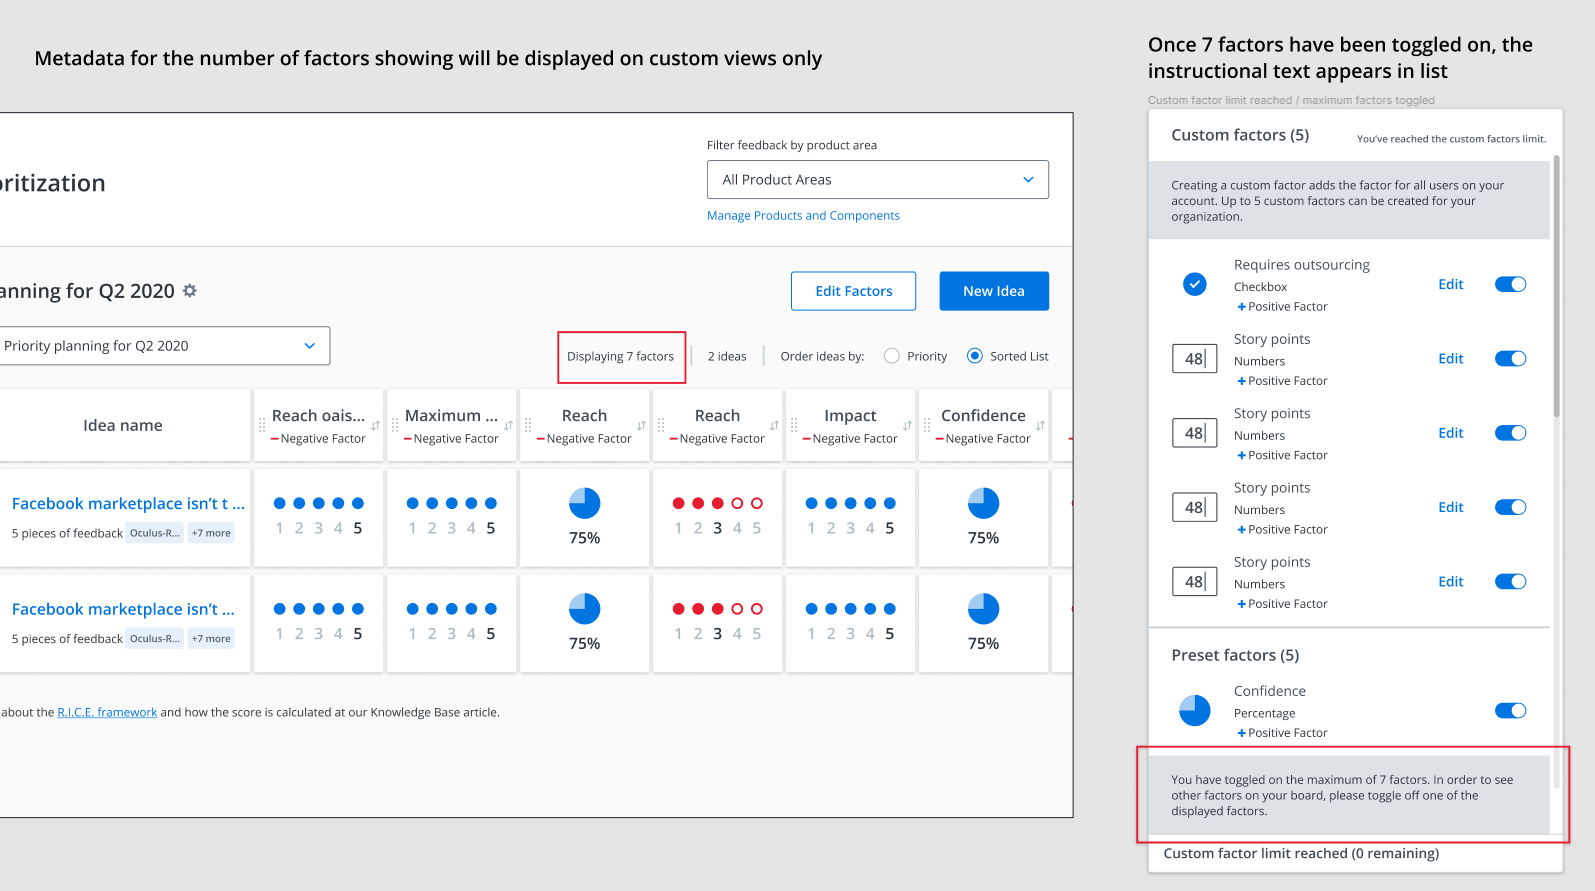 Metadata for the number of factors showing will be displayed on custom views only
oritization
Filter feedback by product area
All Product Areas
Manage Products and Components
anning for Q2 2020
Edit Factors
New Idea
Priority planning for Q2 2020
Displaying 7 factors
2 ideas
Order ideas by:
Priority
Sorted List
Idea name
Reach oais...
Negative Factor
Maximum ...
Negative Factor
Reach
Negative Factor
Reach
Negative Factor
Impact
Negative Factor
Confidence
Negative Factor
Facebook marketplace isn’t t ...
5 pieces of feedback Oculus-R... +7 more
1 2 3 4 5
1 2 3 4 5
75%
1 2 3 4 5
1 2 3 4 5
75%
Facebook marketplace isn’t ...
5 pieces of feedback Oculus-R... +7 more
1 2 3 4 5
1 2 3 4 5
75%
1 2 3 4 5
1 2 3 4 5
75%
about the R.I.C.E. framework and how the score is calculated at our Knowledge Base article.
Once 7 factors have been toggled on, the
instructional text appears in list
Custom factor limit reached / maximum factors toggled
Custom factors (5)
You’ve reached the custom factors limit.
Creating a custom factor adds the factor for all users on your
account. Up to 5 custom factors can be created for your
organization.
Requires outsourcing
Checkbox
+Positive Factor
Edit
48
Story points
Numbers
+Positive Factor
Edit
48
Story points
Numbers
+Positive Factor
Edit
48
Story points
Numbers
+Positive Factor
Edit
48
Story points
Numbers
+Positive Factor
Edit
Preset factors (5)
Confidence
Percentage
+Positive Factor
You have toggled on the maximum of 7 factors. In order to see
other factors on your board, please toggle off one of the
displayed factors.
Custom factor limit reached (0 remaining)